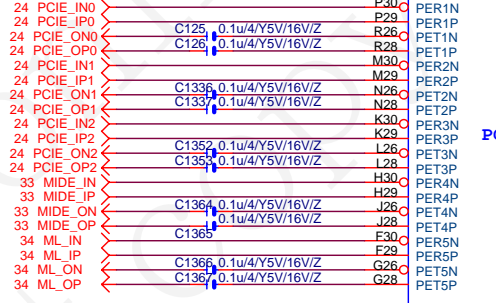 24 PCIE_IN0 P30 PER1N
24 PCIE_IP0 P29 PER1P
24 PCIE_ON0 C125 0.1u/4/Y5V/16V/Z R26 PET1N
24 PCIE_OP0 C126 0.1u/4/Y5V/16V/Z R28 PET1P
24 PCIE_IN1 M30 PER2N
24 PCIE_IP1 M29 PER2P
24 PCIE_ON1 C1336 0.1u/4/Y5V/16V/Z N26 PET2N
24 PCIE_OP1 C1337 0.1u/4/Y5V/16V/Z N28 PET2P
24 PCIE_IN2 K30 PER3N
24 PCIE_IP2 K29 PER3P
24 PCIE_ON2 C1352 0.1u/4/Y5V/16V/Z L26 PET3N
24 PCIE_OP2 C1353 0.1u/4/Y5V/16V/Z L28 PET3P
33 MIDE_IN H30 PER4N
33 MIDE_IP H29 PER4P
33 MIDE_ON C1364 0.1u/4/Y5V/16V/Z J26 PET4N
33 MIDE_OP C1365 0.1u/4/Y5V/16V/Z J28 PET4P
34 ML_IN F30 PER5N
34 ML_IP F29 PER5P
34 ML_ON C1366 0.1u/4/Y5V/16V/Z G26 PET5N
34 ML_OP C1367 0.1u/4/Y5V/16V/Z G28 PET5P